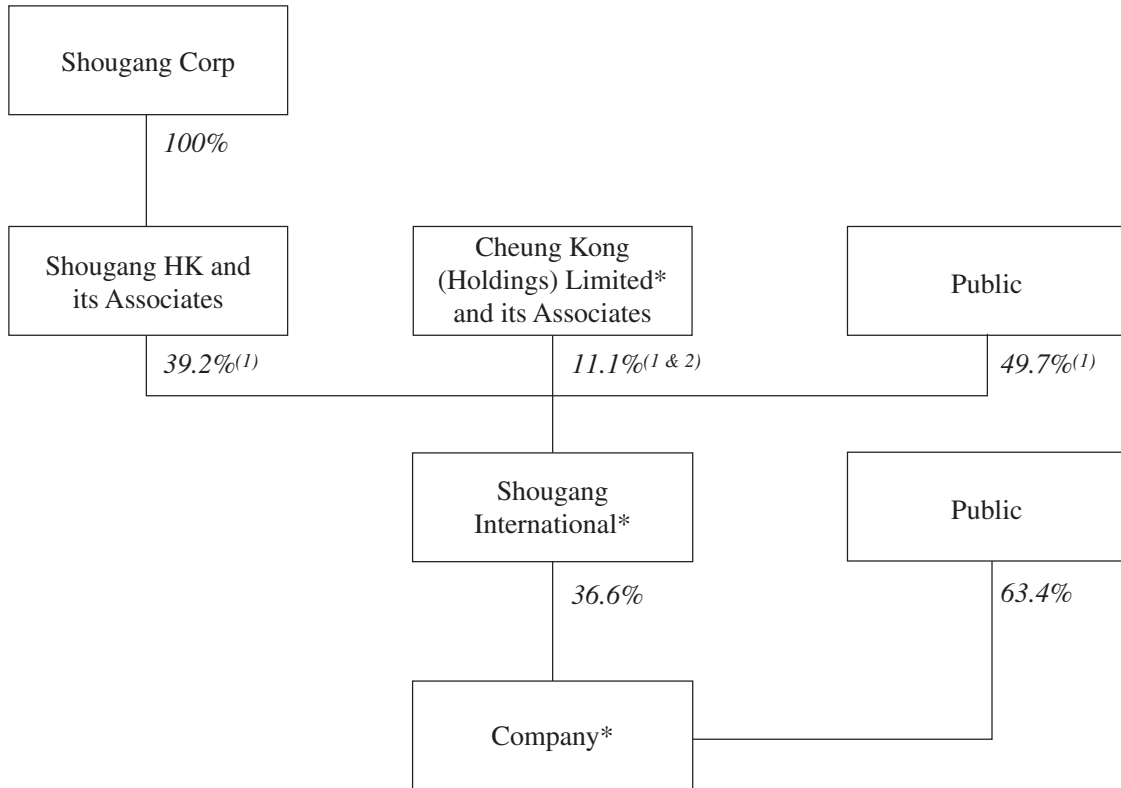 Shougang Corp
100%
Shougang HK and
its Associates
Cheung Kong
(Holdings) Limited*
and its Associates
Public
39.2%(1)
11.1%(1 & 2)
49.7%(1)
Shougang
International*
Public
36.6%
63.4%
Company*